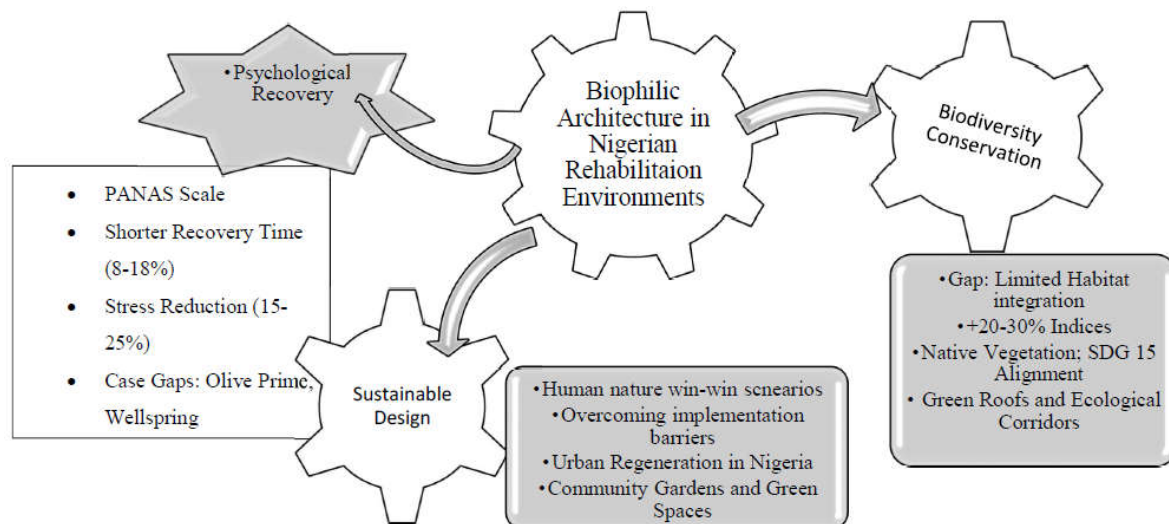 •Psychological
Recovery
Biophilic
Architecture in
Nigerian
Rehabilitaion
Environments
Biodiversity
Conservation
• PANAS Scale
• Shorter Recovery Time
(8-18%)
• Stress Reduction (15-
25%)
• Case Gaps: Olive Prime,
Wellspring
Sustainable
Design
•Human nature win-win scnearios
•Overcoming implementation
barriers
•Urban Regeneration in Nigeria
•Community Gardens and Green
Spaces
•Gap: Limited Habitat
integration
•+20-30% Indices
•Native Vegetation; SDG 15
Alignment
• Green Roofs and Ecological
Corridors